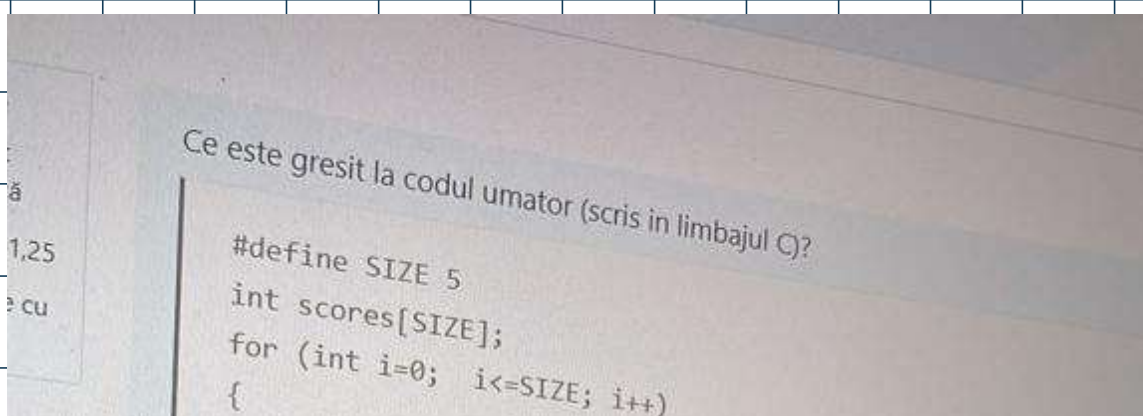 ă
1,25
cu
Ce este gresit la codul umator (scris in limbajul C)?
#define SIZE 5
int scores[SIZE];
for (int i=0; i<=SIZE; i++)
{